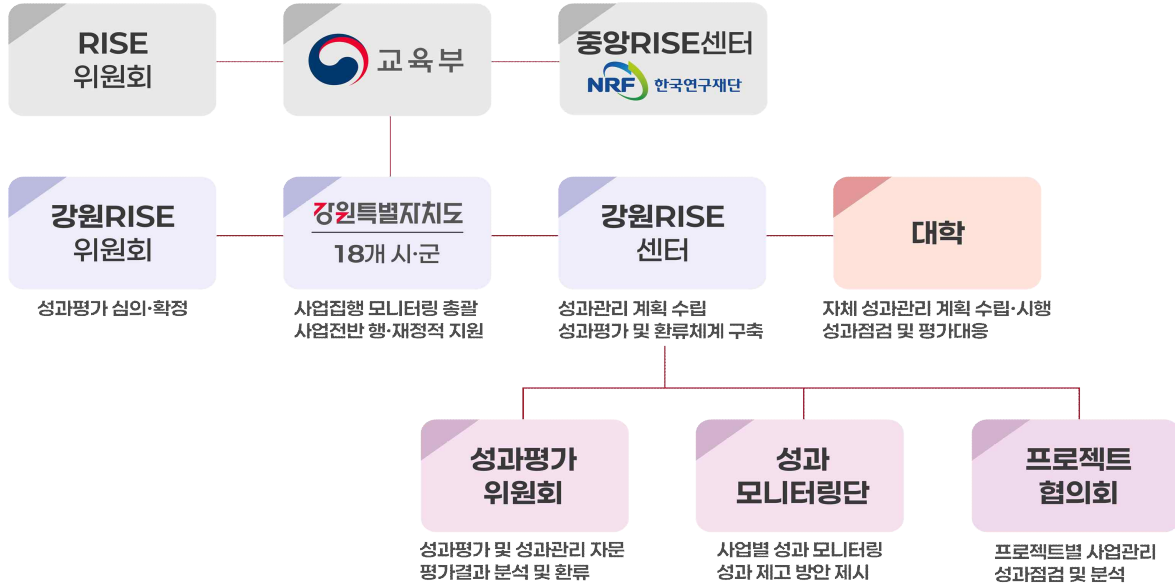 RISE
위원회
교육부
중앙RISE센터
NRF 한국연구재단
강원RISE
위원회
성과평가 심의·확정
강원특별자치도
18개 시·군
사업집행 모니터링 총괄
사업전반 행·재정적 지원
강원RISE
센터
성과관리 계획 수립
성과평가 및 환류체계 구축
대학
자체 성과관리 계획 수립·시행
성과점검 및 평가대응
성과평가
위원회
성과평가 및 성과관리 자문
평가결과 분석 및 환류
성과
모니터링단
사업별 성과 모니터링
성과 제고 방안 제시
프로젝트
협의회
프로젝트별 사업관리
성과점검 및 분석